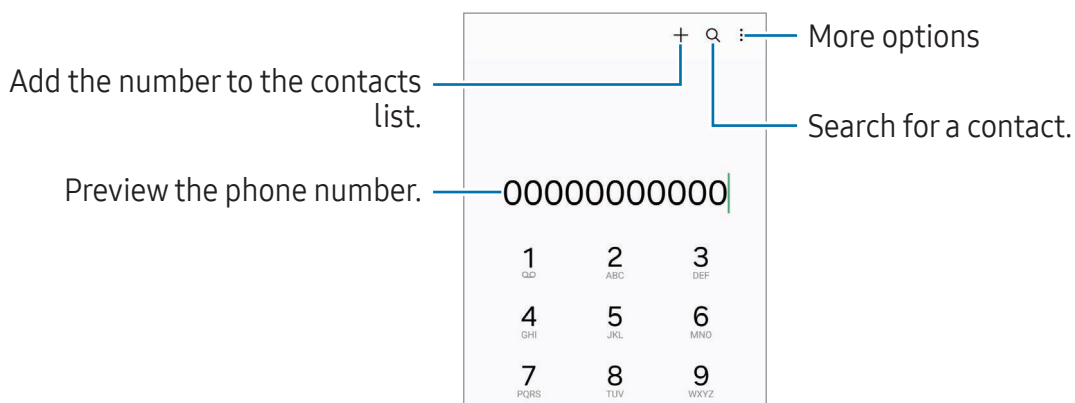 More options
Add the number to the contacts
list.
Search for a contact.
Preview the phone number.
00000000000
1 2 3
ABC DEF
4 5 6
GHI JKL MNO
7 8 9
PQRS TUV WXYZ